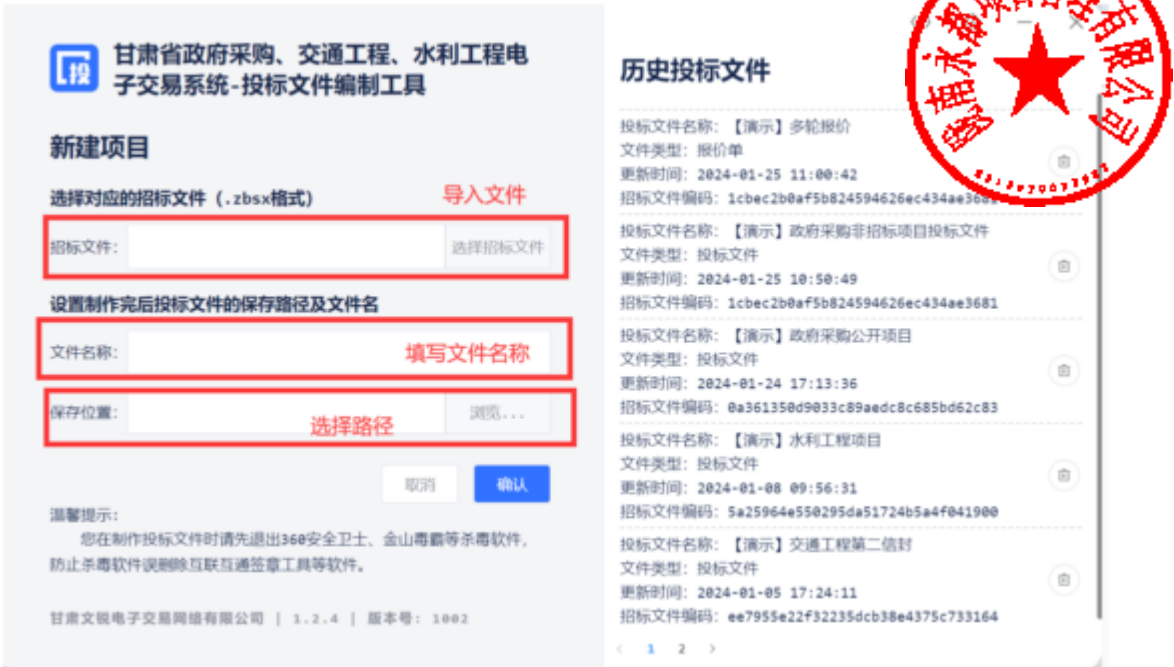 投
甘肃省政府采购、交通工程、水利工程电
子交易系统-投标文件编制工具
新建项目
选择对应的招标文件（.zbsx格式）
导入文件
招标文件：
选择招标文件
设置制作完后投标文件的保存路径及文件名
文件名称：
填写文件名称
保存位置：
浏览...
选择路径
取消
确认
温馨提示：
您在制作投标文件时请先退出360安全卫士、金山毒霸等杀毒软件，
防止杀毒软件误删除互联互通签章工具等软件。
甘肃文锐电子交易网络有限公司 | 1.2.4 | 版本号: 1002
历史投标文件
投标文件名称：【演示】多轮报价
文件类型：报价单
更新时间：2024-01-25 11:00:42
招标文件编码：1cbec2b0af5b824594626ec434ae3681
投标文件名称：【演示】政府采购非招标项目投标文件
文件类型：投标文件
更新时间：2024-01-25 10:50:49
招标文件编码：1cbec2b0af5b824594626ec434ae3681
投标文件名称：【演示】政府采购公开项目
文件类型：投标文件
更新时间：2024-01-24 17:13:36
招标文件编码：0a361350d9033c89aedc8c685bd62c83
投标文件名称：【演示】水利工程项目
文件类型：投标文件
更新时间：2024-01-08 09:56:31
招标文件编码：5a25964e550295da51724b5a4f041900
投标文件名称：【演示】交通工程第二信封
文件类型：投标文件
更新时间：2024-01-05 17:24:11
招标文件编码：ee7955e22f32235dcb38e4375c733164
< 1 2 >
有限公司